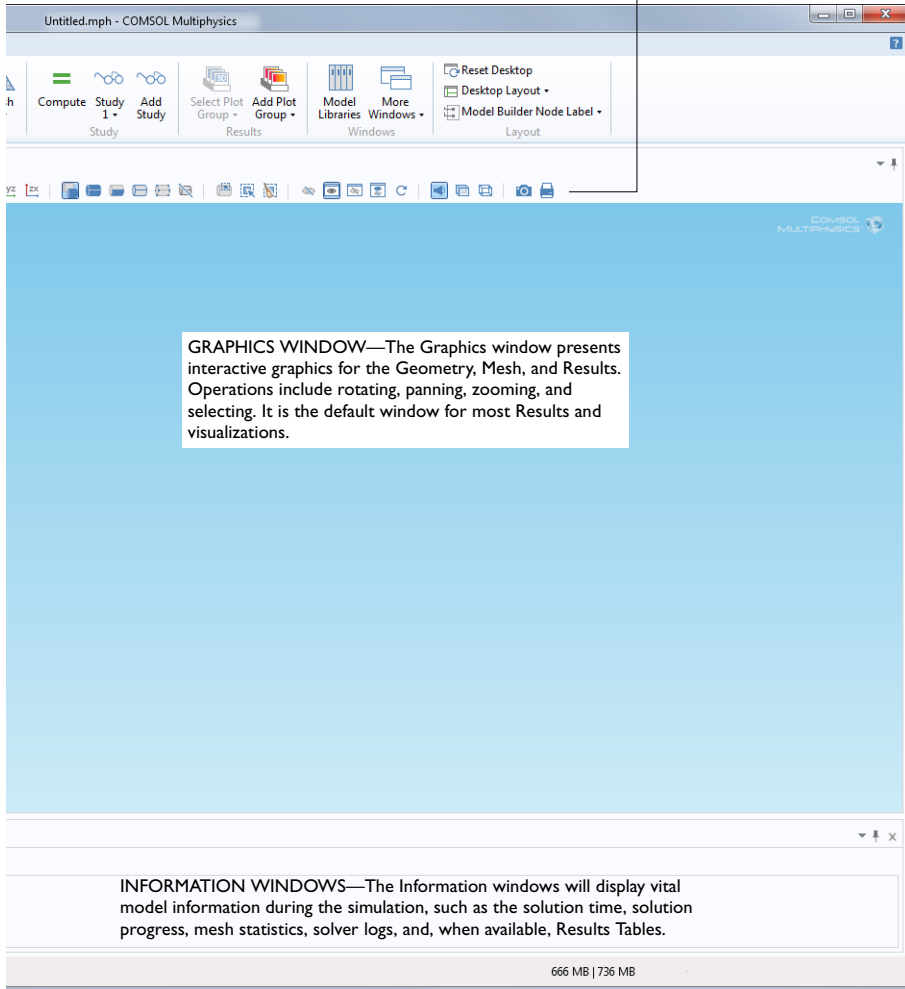 Untitled.mph - COMSOL Multiphysics
?
sh
Compute
Study
1
Add
Study
Select Plot
Group
Add Plot
Group
Model
Libraries
More
Windows
Reset Desktop
Desktop Layout
Model Builder Node Label
Study
Results
Windows
Layout
yz
zx
COMSOL
MULTIPHYSICS
GRAPHICS WINDOW—The Graphics window presents
interactive graphics for the Geometry, Mesh, and Results.
Operations include rotating, panning, zooming, and
selecting. It is the default window for most Results and
visualizations.
INFORMATION WINDOWS—The Information windows will display vital
model information during the simulation, such as the solution time, solution
progress, mesh statistics, solver logs, and, when available, Results Tables.
666 MB | 736 MB